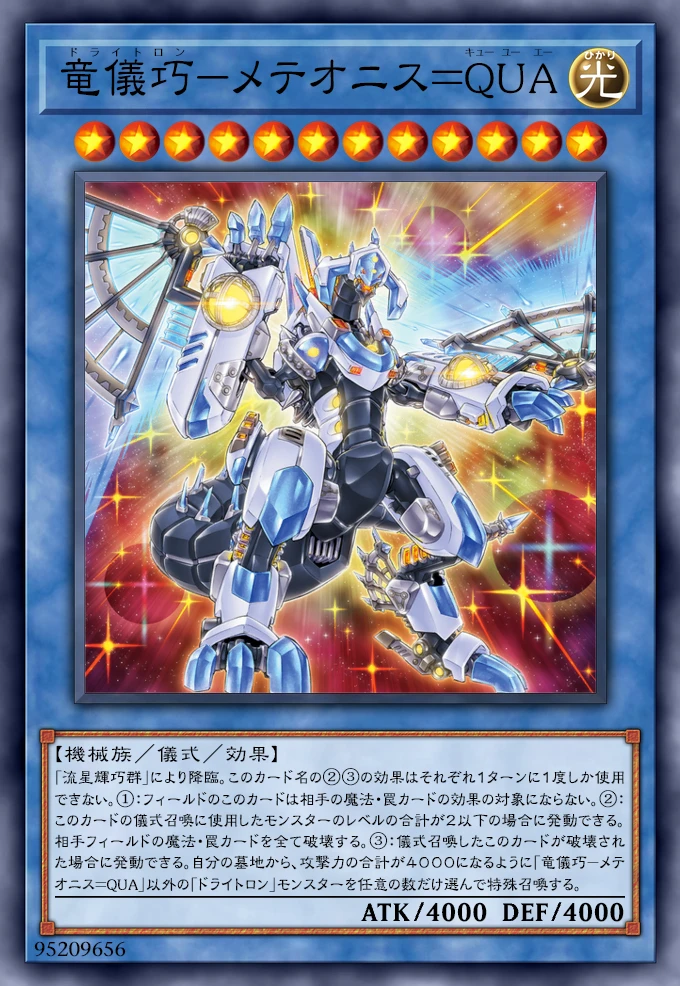 ドライトロン キューユーエー
竜儀巧－メテオニス＝QUA
ひかり
光
【機械族／儀式／効果】
「流星輝巧群」により降臨。このカード名の②③の効果はそれぞれ1ターンに1度しか使用
できない。①：フィールドのこのカードは相手の魔法・罠カードの効果の対象にならない。②：
このカードの儀式召喚に使用したモンスターのレベルの合計が2以下の場合に発動できる。
相手フィールドの魔法・罠カードを全て破壊する。③：儀式召喚したこのカードが破壊され
た場合に発動できる。自分の墓地から、攻撃力の合計が4000になるように「竜儀巧－メテ
オニス＝QUA」以外の「ドライトロン」モンスターを任意の数だけ選んで特殊召喚する。
ATK/4000 DEF/4000
95209656